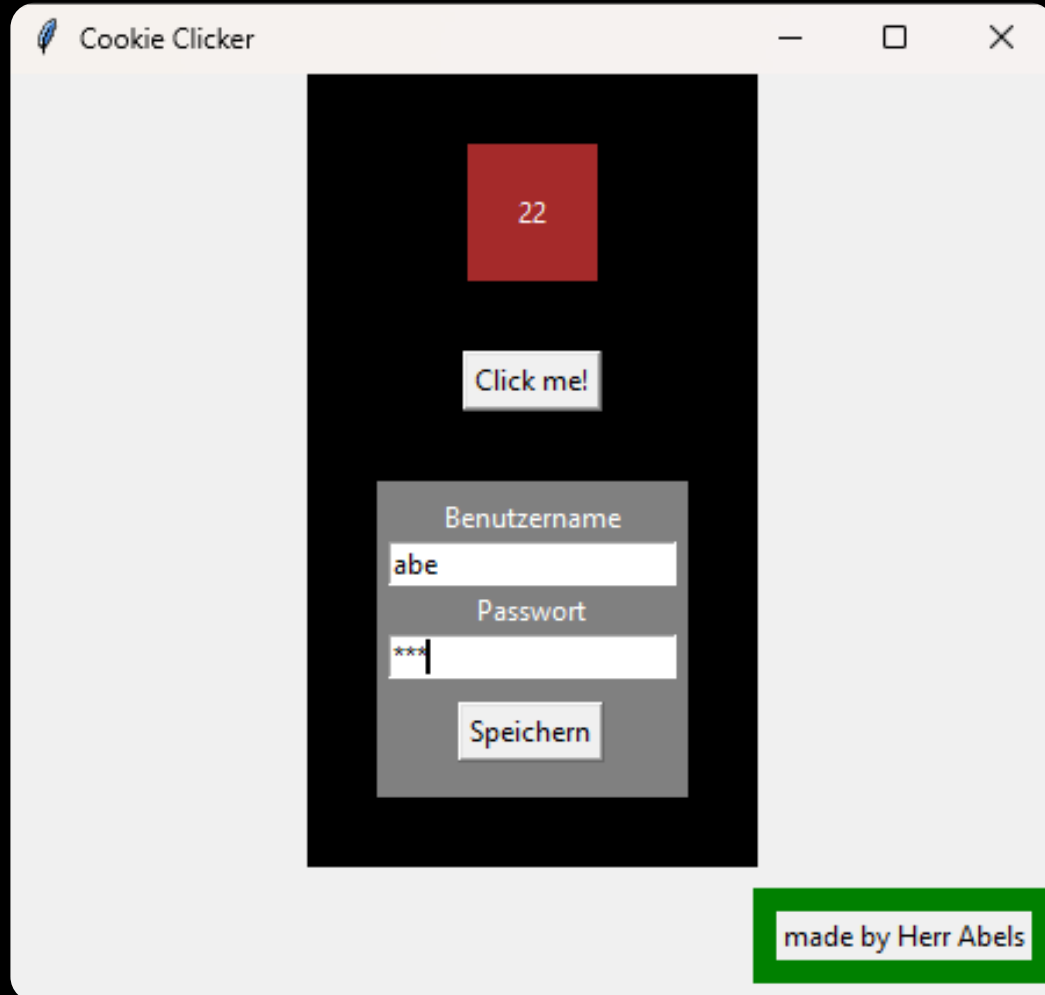 Cookie Clicker
22
Click me!
Benutzername
abe
Passwort
***
Speichern
made by Herr Abels